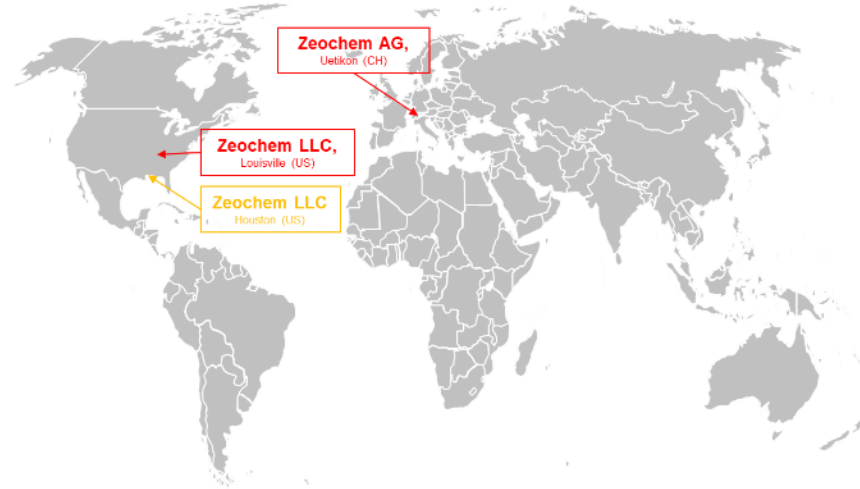 Zeochem AG,
Uetikon (CH)
Zeochem LLC,
Louisville (US)
Zeochem LLC
Houston (US)